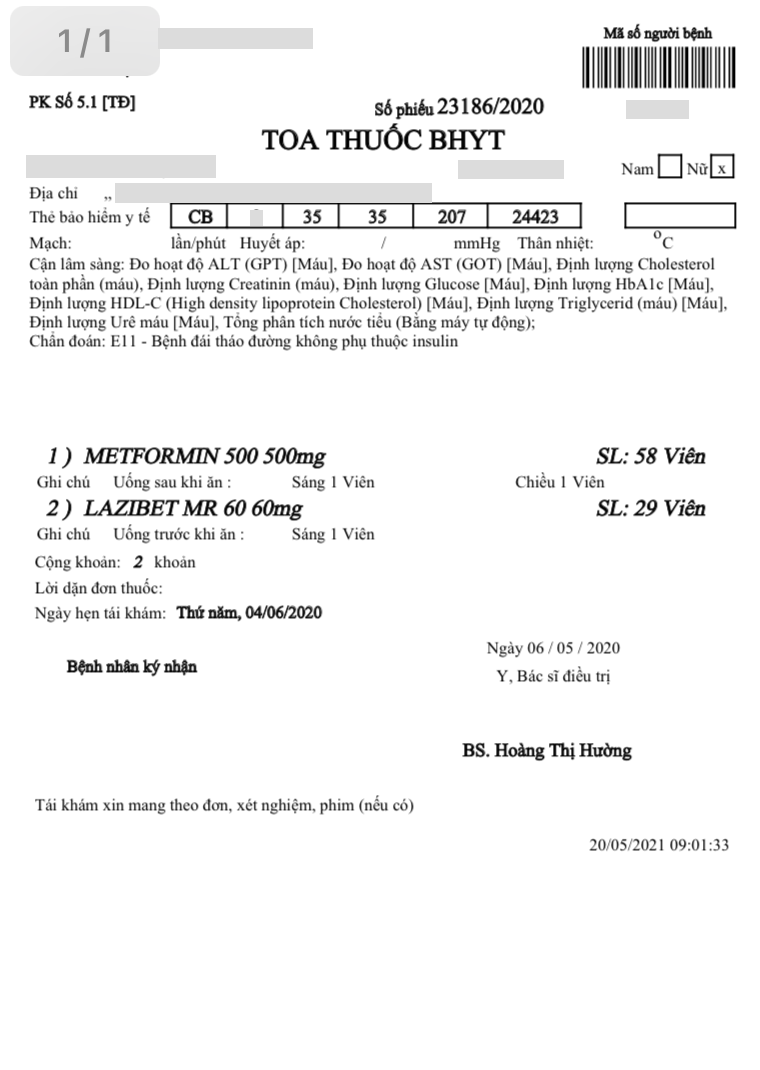 1/1
Mã số người bệnh
PK Số 5.1 [TĐ]
Số phiếu 23186/2020
TOA THUỐC BHYT
Nam Nữ x
Địa chỉ ,,
Thẻ bảo hiểm y tế CB 35 35 207 24423
Mạch: lần/phút Huyết áp: / mmHg Thân nhiệt: °C
Cận lâm sàng: Đo hoạt độ ALT (GPT) [Máu], Đo hoạt độ AST (GOT) [Máu], Định lượng Cholesterol
toàn phần (máu), Định lượng Creatinin (máu), Định lượng Glucose [Máu], Định lượng HbA1c [Máu],
Định lượng HDL-C (High density lipoprotein Cholesterol) [Máu], Định lượng Triglycerid (máu) [Máu],
Định lượng Urê máu [Máu], Tổng phân tích nước tiểu (Bằng máy tự động);
Chẩn đoán: E11 - Bệnh đái tháo đường không phụ thuộc insulin
1 ) METFORMIN 500 500mg SL: 58 Viên
Ghi chú Uống sau khi ăn : Sáng 1 Viên Chiều 1 Viên
2 ) LAZIBET MR 60 60mg SL: 29 Viên
Ghi chú Uống trước khi ăn : Sáng 1 Viên
Cộng khoản: 2 khoản
Lời dặn đơn thuốc:
Ngày hẹn tái khám: Thứ năm, 04/06/2020
Ngày 06 / 05 / 2020
Bệnh nhân ký nhận
Y, Bác sĩ điều trị
BS. Hoàng Thị Hường
Tái khám xin mang theo đơn, xét nghiệm, phim (nếu có)
20/05/2021 09:01:33